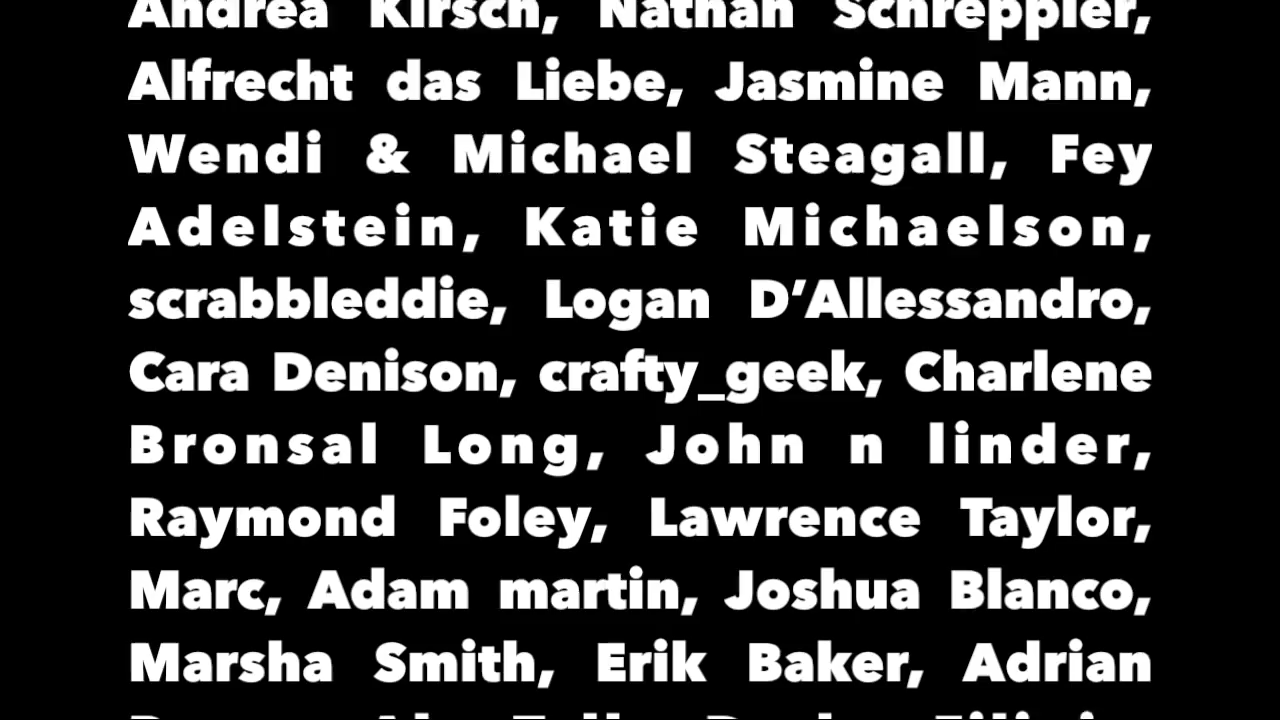 Andrea Kirsch, Nathan Schreppler,
Alfrecht das Liebe, Jasmine Mann,
Wendi & Michael Steagall, Fey
Adelstein, Katie Michaelson,
scrabbleddie, Logan D’Allessandro,
Cara Denison, crafty_geek, Charlene
Bronsal Long, John n linder,
Raymond Foley, Lawrence Taylor,
Marc, Adam martin, Joshua Blanco,
Marsha Smith, Erik Baker, Adrian